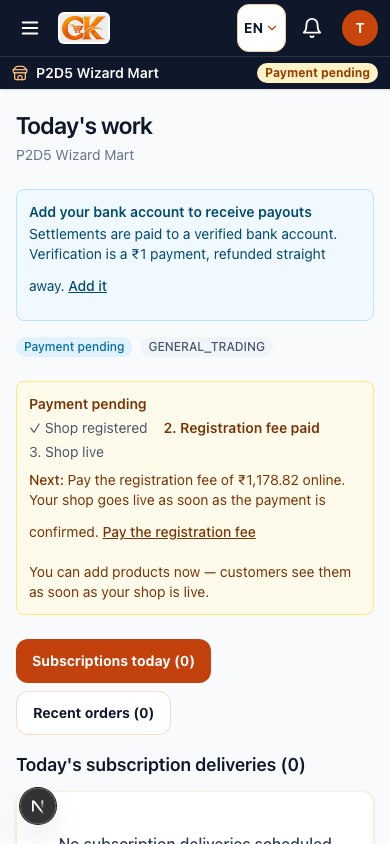 GK
EN
T
P2D5 Wizard Mart
Payment pending
Today's work
P2D5 Wizard Mart
Add your bank account to receive payouts
Settlements are paid to a verified bank account.
Verification is a ₹1 payment, refunded straight
away. Add it
Payment pending
GENERAL_TRADING
Payment pending
✓ Shop registered
2. Registration fee paid
3. Shop live
Next: Pay the registration fee of ₹1,178.82 online.
Your shop goes live as soon as the payment is
confirmed. Pay the registration fee
You can add products now — customers see them
as soon as your shop is live.
Subscriptions today (0)
Recent orders (0)
Today's subscription deliveries (0)
N
No subscription deliveries scheduled